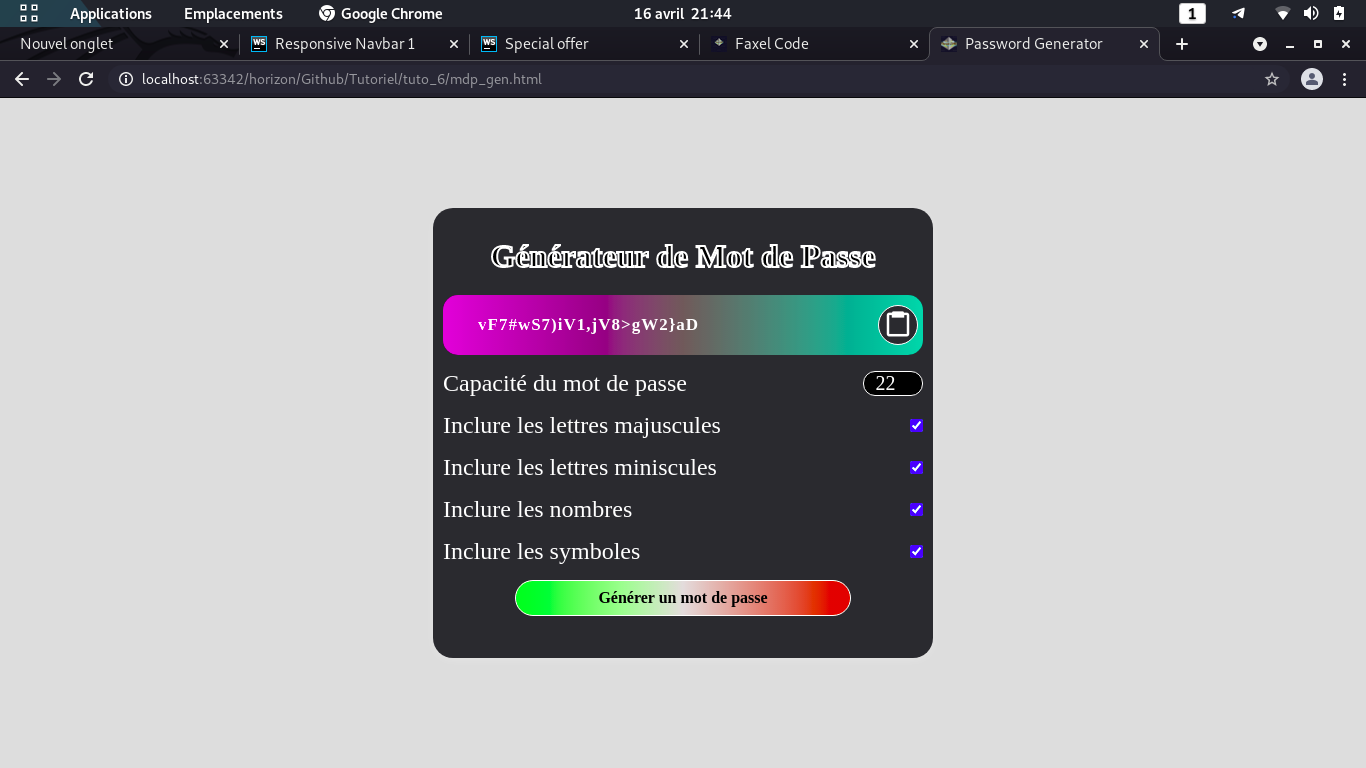 Applications Emplacements Google Chrome 16 avril 21:44 1
Nouvel onglet Responsive Navbar 1 Special offer Faxel Code Password Generator
localhost:63342/horizon/Github/Tutoriel/tuto_6/mdp_gen.html
Générateur de Mot de Passe
vF7#wS7)iV1,jV8>gW2}aD
Capacité du mot de passe 22
Inclure les lettres majuscules
Inclure les lettres miniscules
Inclure les nombres
Inclure les symboles
Générer un mot de passe